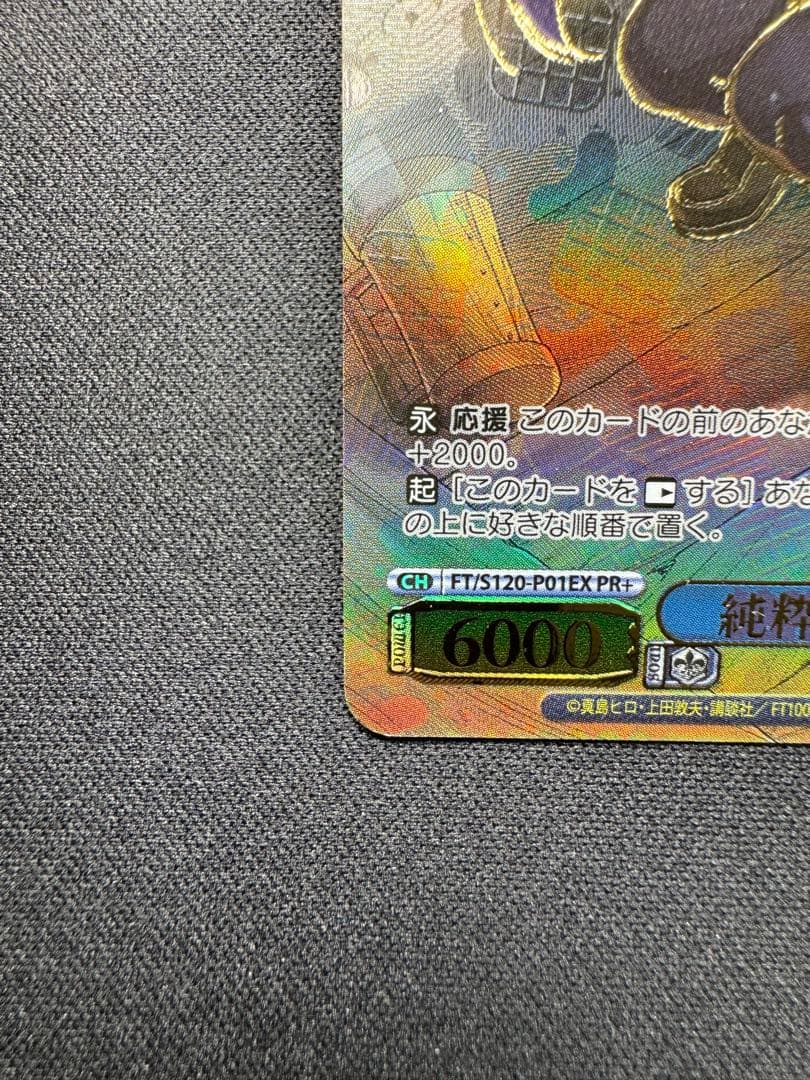 永 応援 このカードの前のあな
+2000。
起 [このカードを する] あな
の上に好きな順番で置く。
CH FT/S120-P01EX PR+
POWER 6000
純粋
SOUL
©真島ヒロ・上田敦夫・講談社／FT100